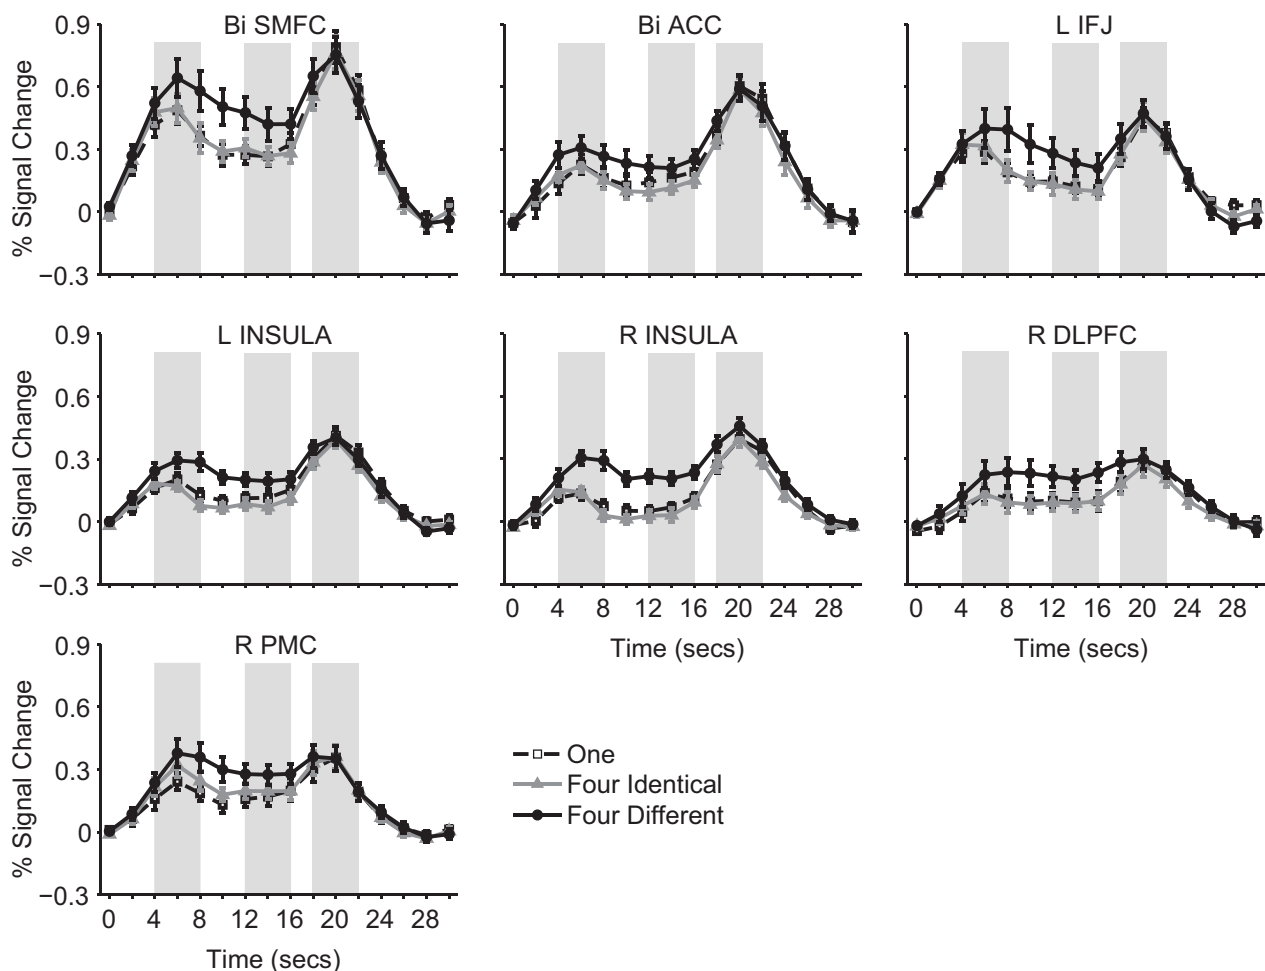 Bi SMFC
Bi ACC
L IFJ
0.9
0.6
0.3
0
−0.3
% Signal Change
L INSULA
R INSULA
R DLPFC
0.9
0.6
0.3
0
−0.3
% Signal Change
0 4 8 12 16 20 24 28
Time (secs)
0 4 8 12 16 20 24 28
Time (secs)
R PMC
0.9
0.6
0.3
0
−0.3
% Signal Change
0 4 8 12 16 20 24 28
Time (secs)
One
Four Identical
Four Different